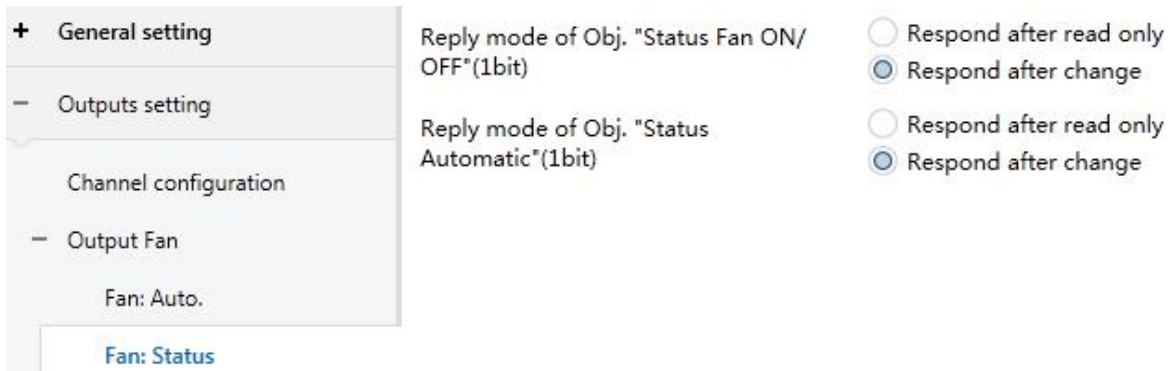 + General setting
− Outputs setting
Channel configuration
− Output Fan
Fan: Auto.
Fan: Status
Reply mode of Obj. "Status Fan ON/
OFF"(1bit)
Respond after read only
Respond after change
Reply mode of Obj. "Status
Automatic"(1bit)
Respond after read only
Respond after change